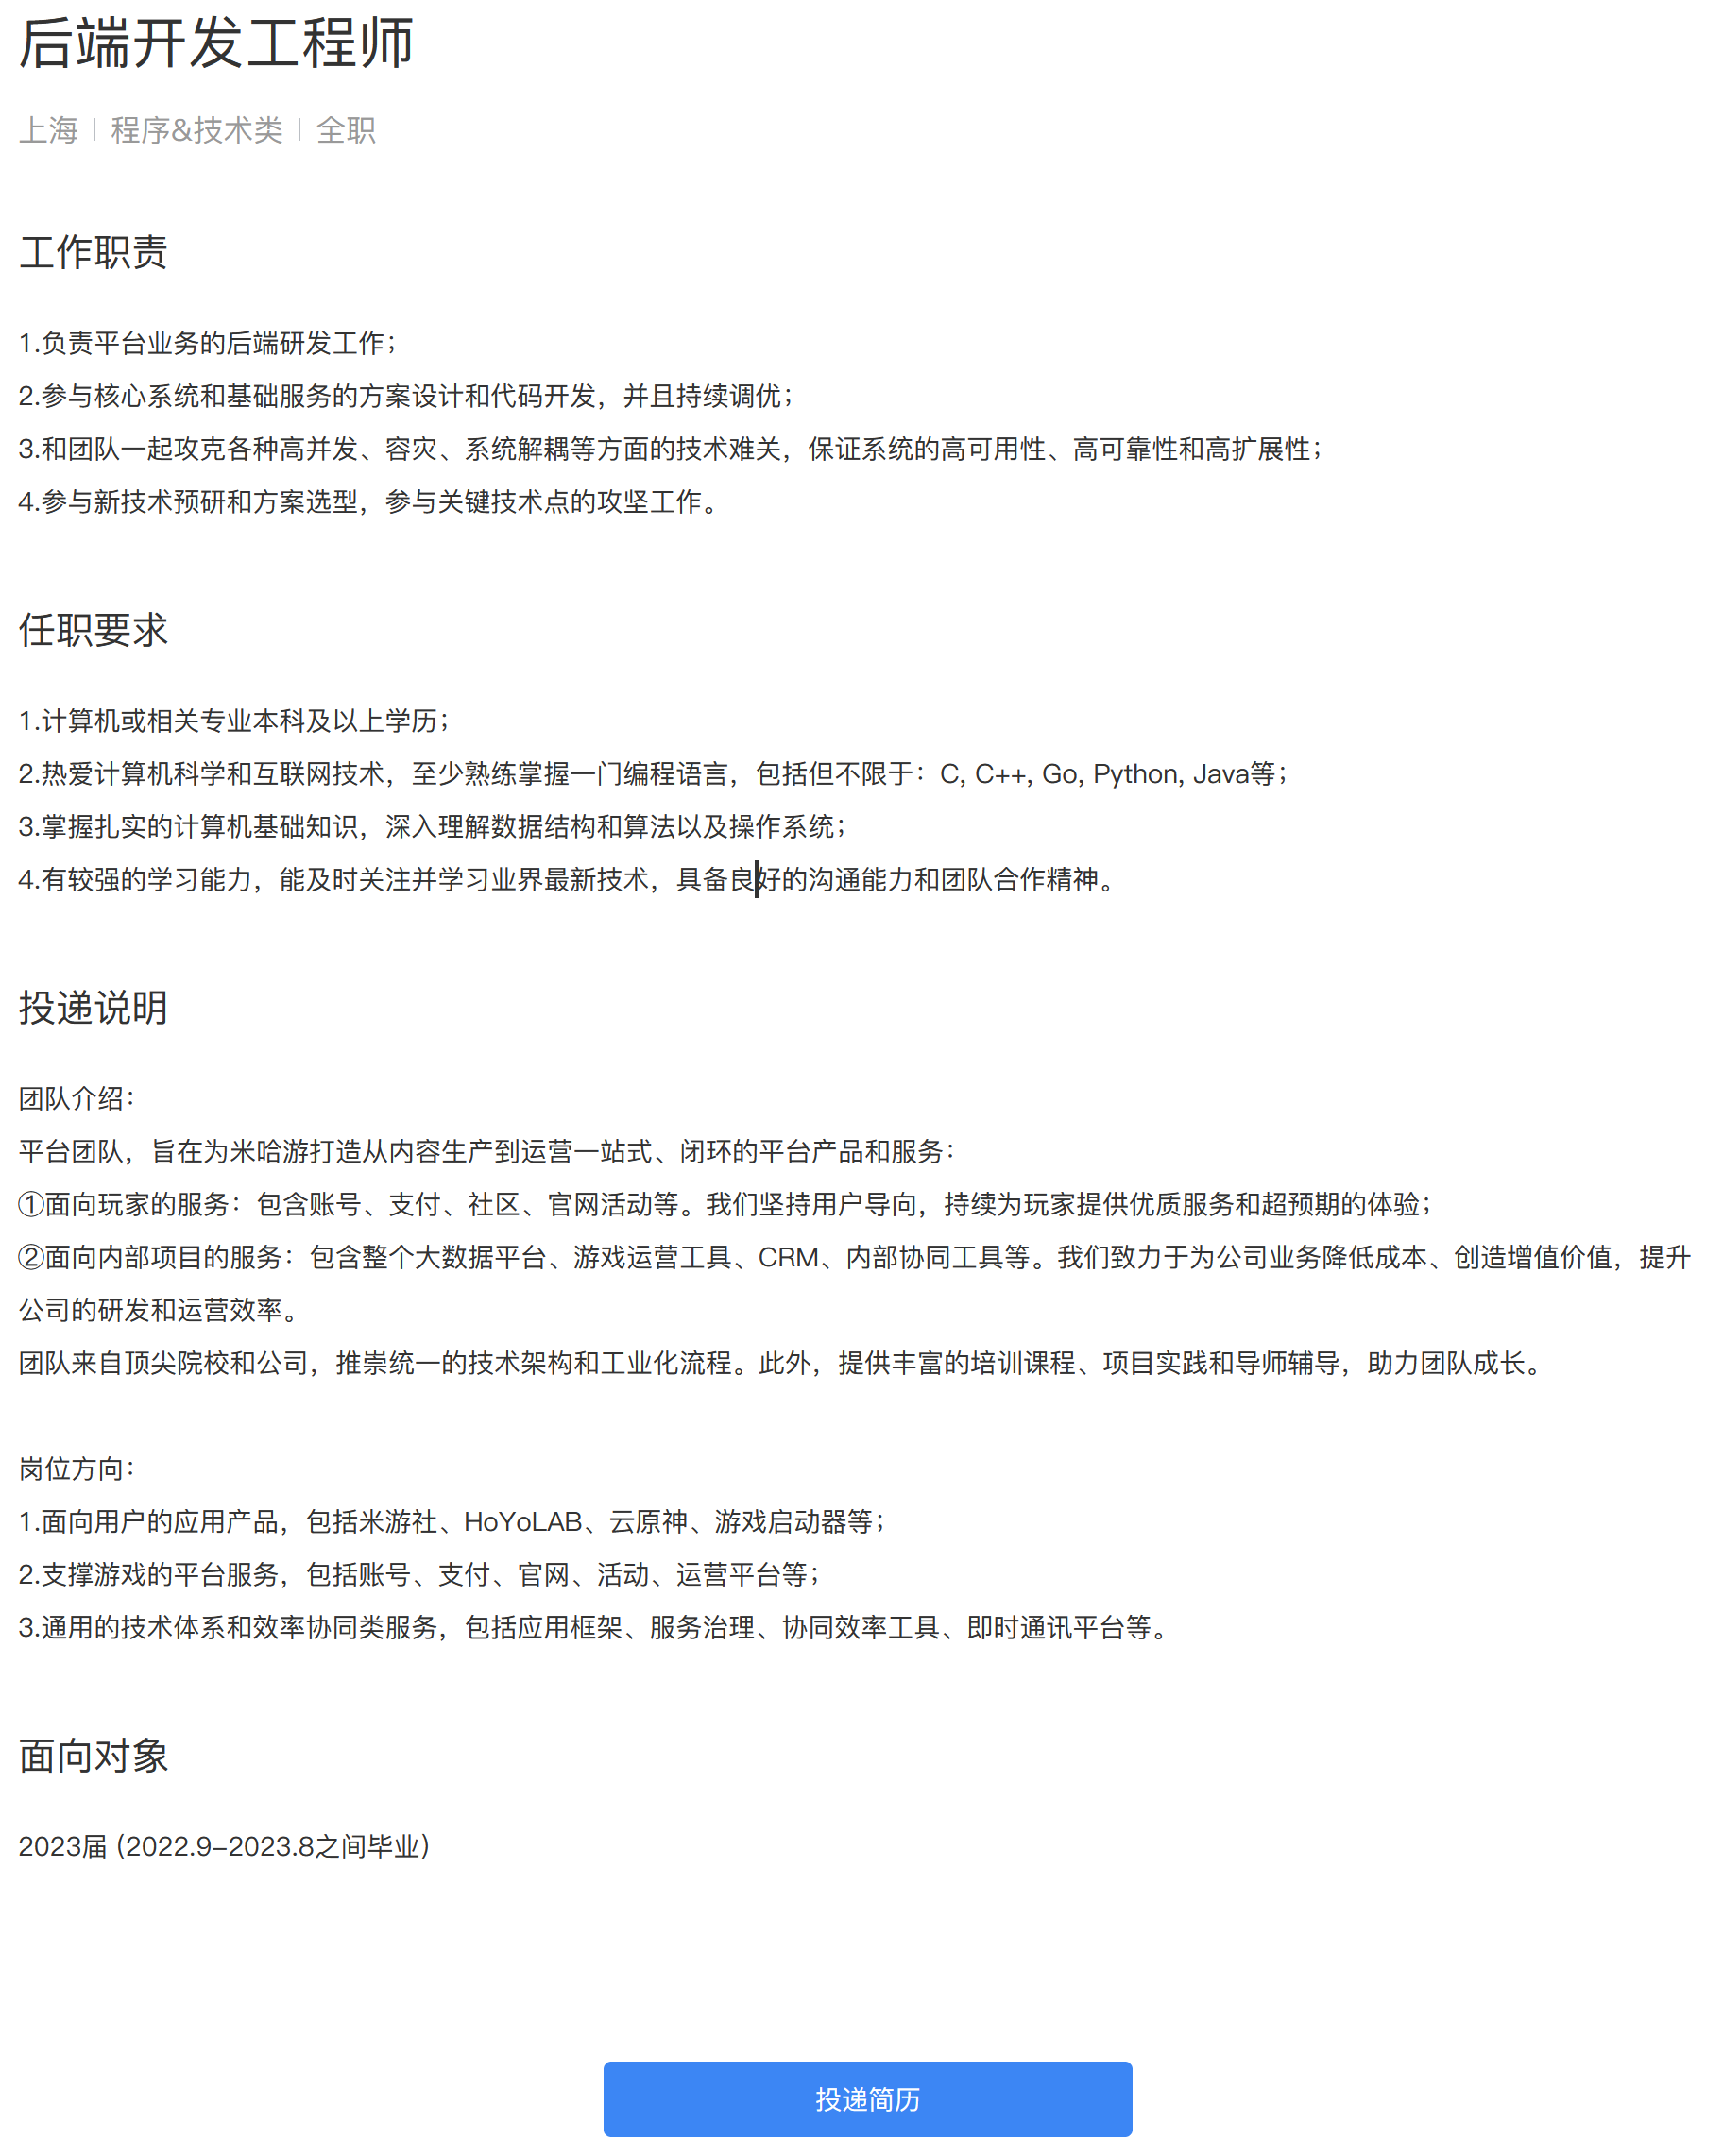 后端开发工程师
上海 | 程序&技术类 | 全职
工作职责
1.负责平台业务的后端研发工作；
2.参与核心系统和基础服务的方案设计和代码开发，并且持续调优；
3.和团队一起攻克各种高并发、容灾、系统解耦等方面的技术难关，保证系统的高可用性、高可靠性和高扩展性；
4.参与新技术预研和方案选型，参与关键技术点的攻坚工作。
任职要求
1.计算机或相关专业本科及以上学历；
2.热爱计算机科学和互联网技术，至少熟练掌握一门编程语言，包括但不限于：C, C++, Go, Python, Java等；
3.掌握扎实的计算机基础知识，深入理解数据结构和算法以及操作系统；
4.有较强的学习能力，能及时关注并学习业界最新技术，具备良好的沟通能力和团队合作精神。
投递说明
团队介绍：
平台团队，旨在为米哈游打造从内容生产到运营一站式、闭环的平台产品和服务：
①面向玩家的服务：包含账号、支付、社区、官网活动等。我们坚持用户导向，持续为玩家提供优质服务和超预期的体验；
②面向内部项目的服务：包含整个大数据平台、游戏运营工具、CRM、内部协同工具等。我们致力于为公司业务降低成本、创造增值价值，提升
公司的研发和运营效率。
团队来自顶尖院校和公司，推崇统一的技术架构和工业化流程。此外，提供丰富的培训课程、项目实践和导师辅导，助力团队成长。
岗位方向：
1.面向用户的应用产品，包括米游社、HoYoLAB、云原神、游戏启动器等；
2.支撑游戏的平台服务，包括账号、支付、官网、活动、运营平台等；
3.通用的技术体系和效率协同类服务，包括应用框架、服务治理、协同效率工具、即时通讯平台等。
面向对象
2023届 (2022.9-2023.8之间毕业)
投递简历